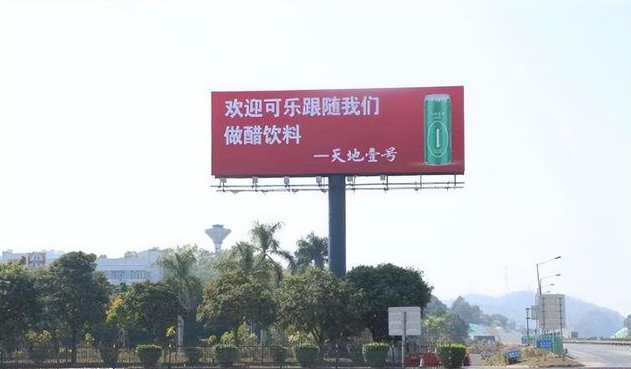 欢迎可乐跟随我们
做醋饮料
—天地壹号